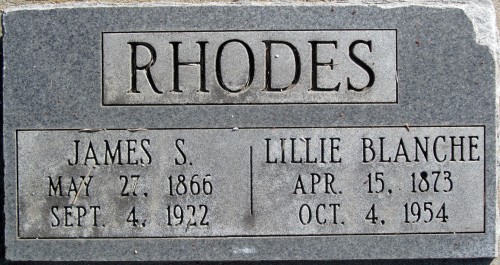 RHODES
JAMES S.
MAY 27, 1866
SEPT. 4, 1922
LILLIE BLANCHE
APR. 15, 1873
OCT. 4, 1954